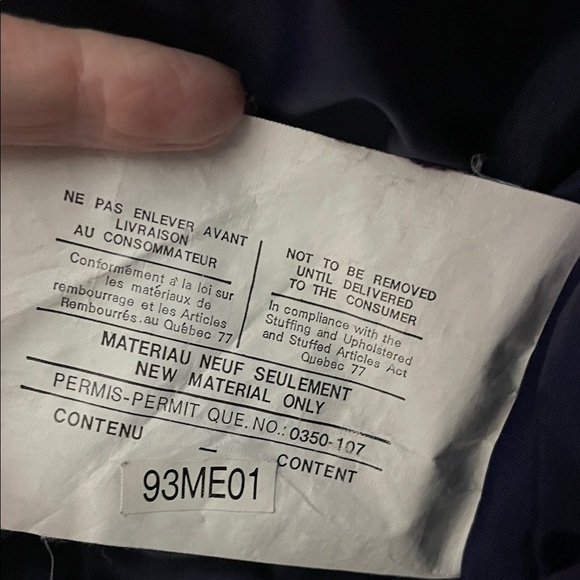 NE PAS ENLEVER AVANT
LIVRAISON
AU CONSOMMATEUR
Conformément à la loi sur
les matériaux de
rembourrage et les Articles
Rembourrés.au Québec 77
NOT TO BE REMOVED
UNTIL DELIVERED
TO THE CONSUMER
In compliance with the
Stuffing and Upholstered
and Stuffed Articles Act
Quebec 77
MATERIAU NEUF SEULEMENT
NEW MATERIAL ONLY
PERMIS-PERMIT QUE.NO.: 0350-107
CONTENU — CONTENT
93ME01